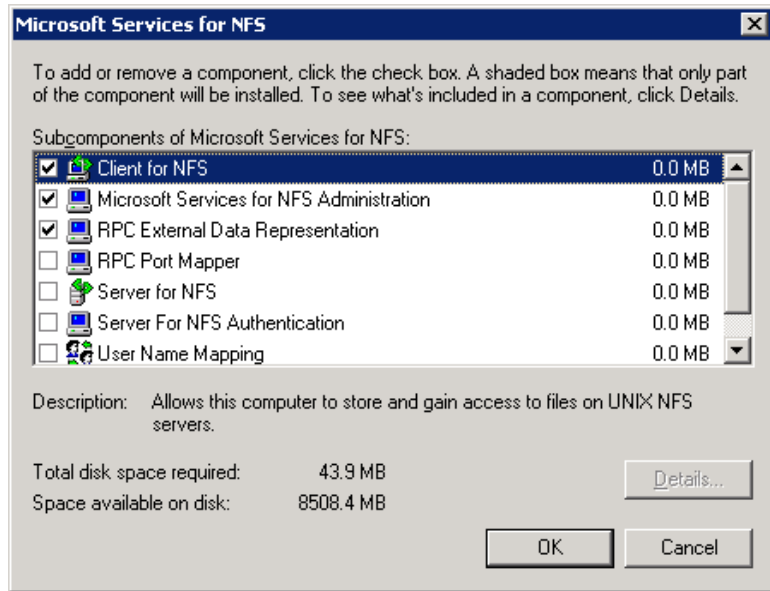 Microsoft Services for NFS
To add or remove a component, click the check box. A shaded box means that only part
of the component will be installed. To see what's included in a component, click Details.
Subcomponents of Microsoft Services for NFS:
Client for NFS 0.0 MB
Microsoft Services for NFS Administration 0.0 MB
RPC External Data Representation 0.0 MB
RPC Port Mapper 0.0 MB
Server for NFS 0.0 MB
Server For NFS Authentication 0.0 MB
User Name Mapping 0.0 MB
Description: Allows this computer to store and gain access to files on UNIX NFS
servers.
Total disk space required: 43.9 MB
Details...
Space available on disk: 8508.4 MB
OK Cancel